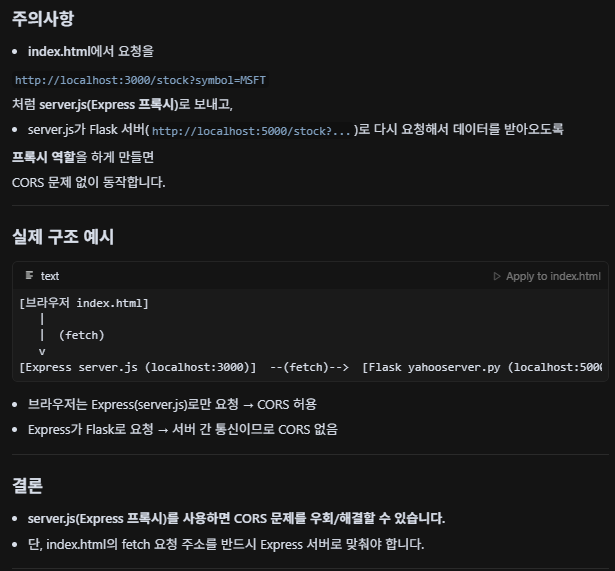 주의사항
• index.html에서 요청을
http://localhost:3000/stock?symbol=MSFT
처럼 server.js(Express 프록시)로 보내고,
• server.js가 Flask 서버(http://localhost:5000/stock?...)로 다시 요청해서 데이터를 받아오도록
프록시 역할을 하게 만들면
CORS 문제 없이 동작합니다.
실제 구조 예시
text
Apply to index.html
[브라우저 index.html]
|
| (fetch)
v
[Express server.js (localhost:3000)] --(fetch)--> [Flask yahooserver.py (localhost:5000
• 브라우저는 Express(server.js)로만 요청 → CORS 허용
• Express가 Flask로 요청 → 서버 간 통신이므로 CORS 없음
결론
• server.js(Express 프록시)를 사용하면 CORS 문제를 우회/해결할 수 있습니다.
• 단, index.html의 fetch 요청 주소를 반드시 Express 서버로 맞춰야 합니다.